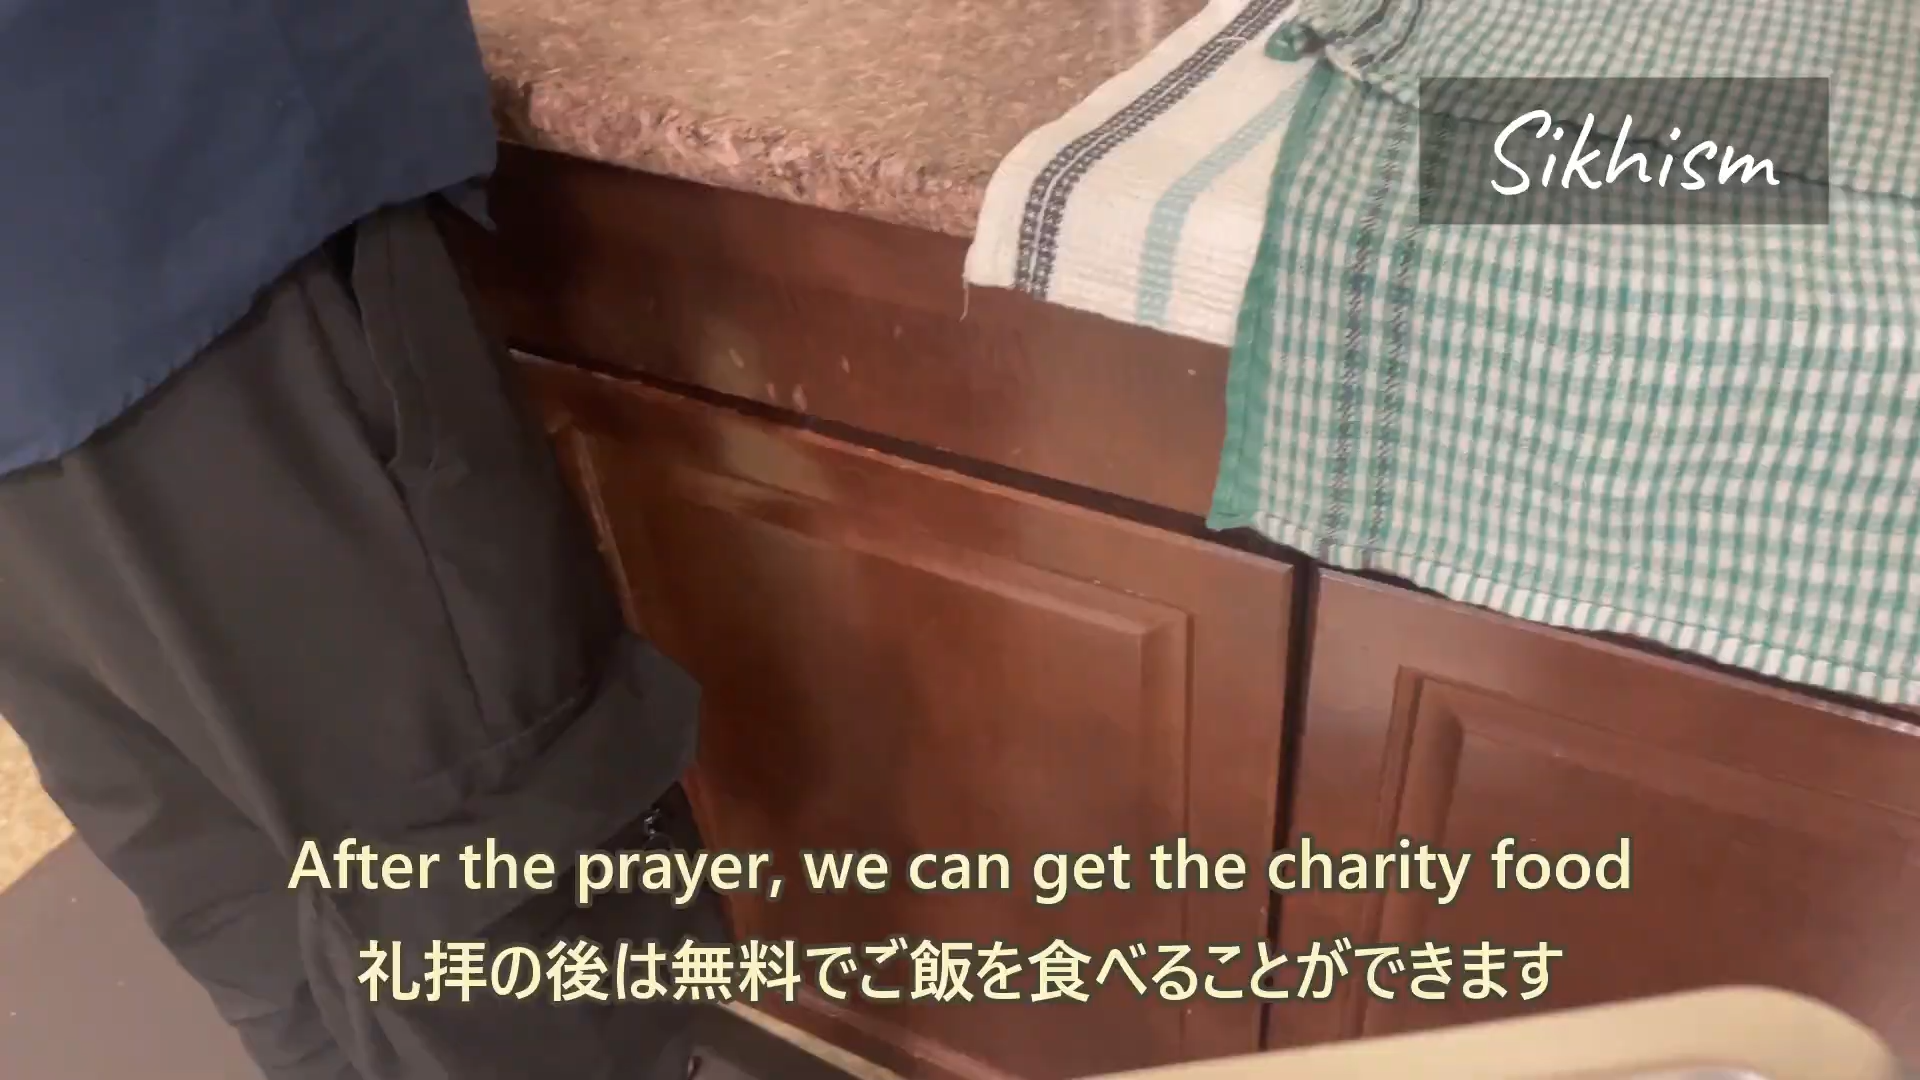 Sikhism
After the prayer, we can get the charity food
礼拝の後は無料でご飯を食べることができます